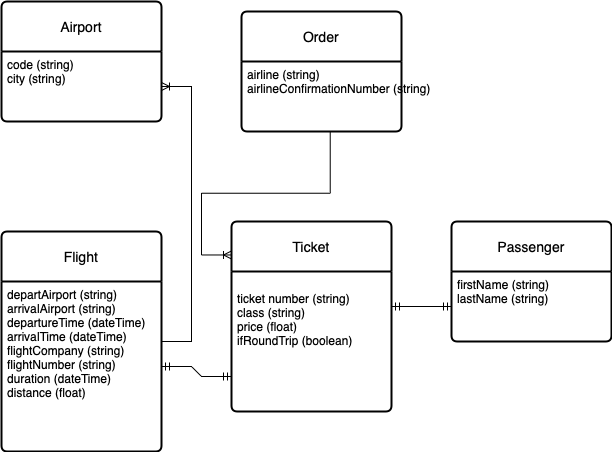 Airport
code (string)
city (string)
Order
airline (string)
airlineConfirmationNumber (string)
Flight
departAirport (string)
arrivalAirport (string)
departureTime (dateTime)
arrivalTime (dateTime)
flightCompany (string)
flightNumber (string)
duration (dateTime)
distance (float)
Ticket
ticket number (string)
class (string)
price (float)
ifRoundTrip (boolean)
Passenger
firstName (string)
lastName (string)